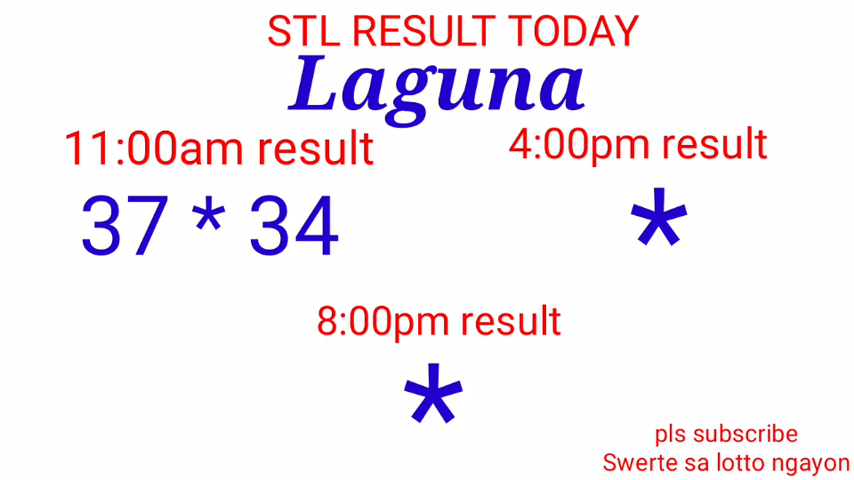 STL RESULT TODAY
Laguna
11:00am result
37 * 34
4:00pm result
*
8:00pm result
*
pls subscribe
Swerte sa lotto ngayon